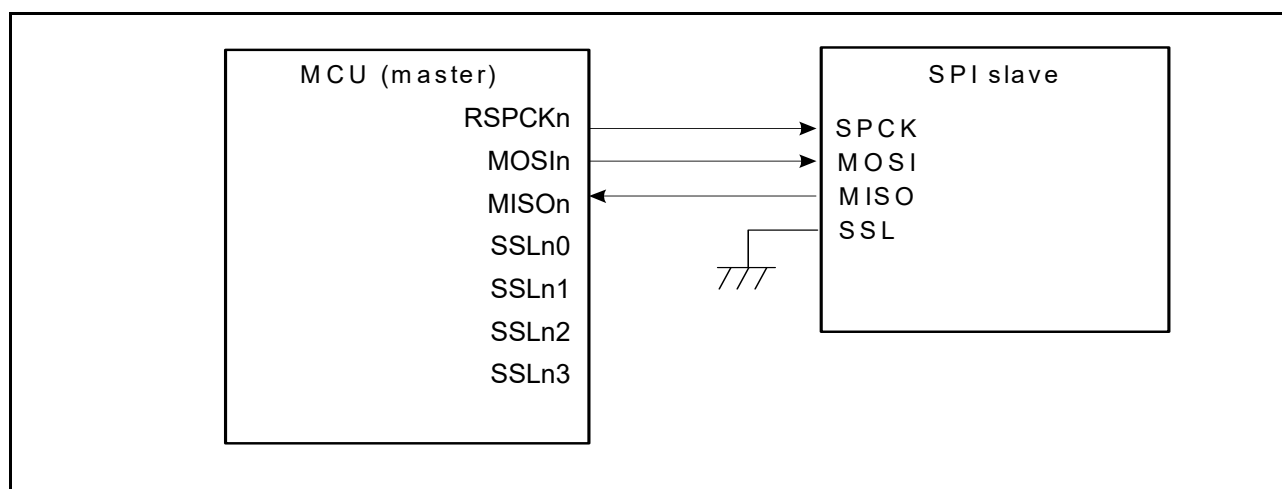 MCU (master)
RSPCKn
MOSIn
MISOn
SSLn0
SSLn1
SSLn2
SSLn3
SPI slave
SPCK
MOSI
MISO
SSL